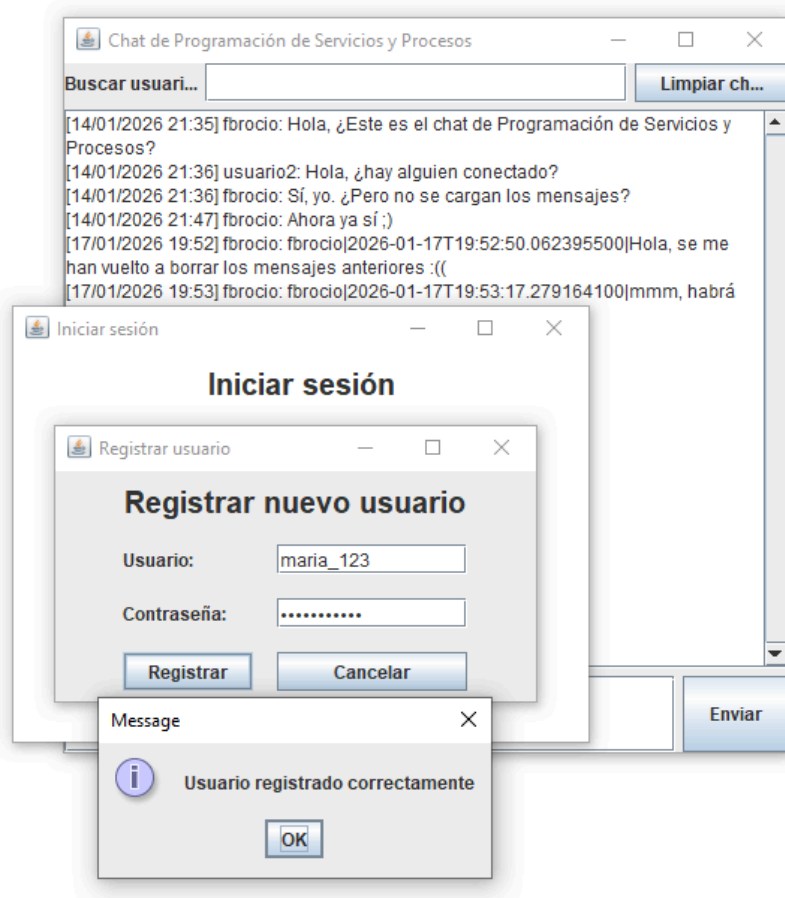 Chat de Programación de Servicios y Procesos
Buscar usuari...
Limpiar ch...
[14/01/2026 21:35] fbrocio: Hola, ¿Este es el chat de Programación de Servicios y
Procesos?
[14/01/2026 21:36] usuario2: Hola, ¿hay alguien conectado?
[14/01/2026 21:36] fbrocio: Sí, yo. ¿Pero no se cargan los mensajes?
[14/01/2026 21:47] fbrocio: Ahora ya sí ;)
[17/01/2026 19:52] fbrocio: fbrocio|2026-01-17T19:52:50.062395500|Hola, se me
han vuelto a borrar los mensajes anteriores :((
[17/01/2026 19:53] fbrocio: fbrocio|2026-01-17T19:53:17.279164100|mmm, habrá
Iniciar sesión
Iniciar sesión
Registrar usuario
Registrar nuevo usuario
Usuario:
maria_123
Contraseña:
•••••••••••
Registrar
Cancelar
Enviar
Message
Usuario registrado correctamente
OK